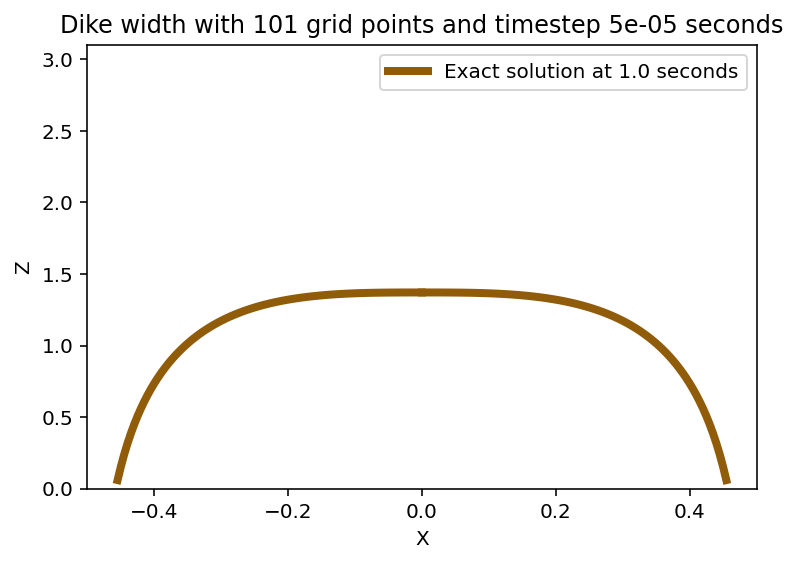 Dike width with 101 grid points and timestep 5e-05 seconds
Exact solution at 1.0 seconds
Z
3.0
2.5
2.0
1.5
1.0
0.5
0.0
−0.4 −0.2 0.0 0.2 0.4
X